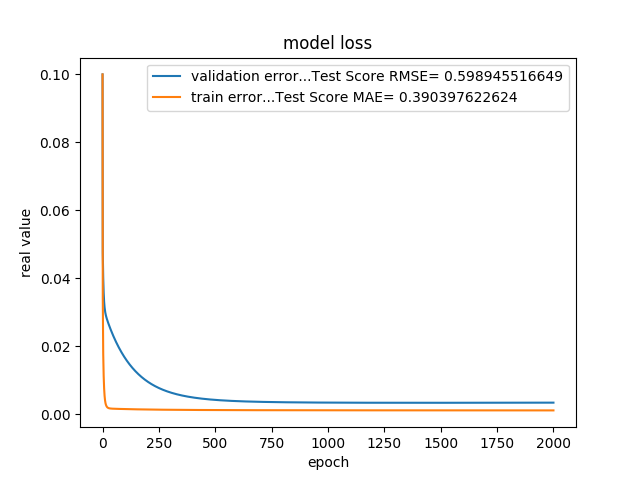 model loss
validation error...Test Score RMSE= 0.598945516649
train error...Test Score MAE= 0.390397622624
real value
0.10
0.08
0.06
0.04
0.02
0.00
0 250 500 750 1000 1250 1500 1750 2000
epoch